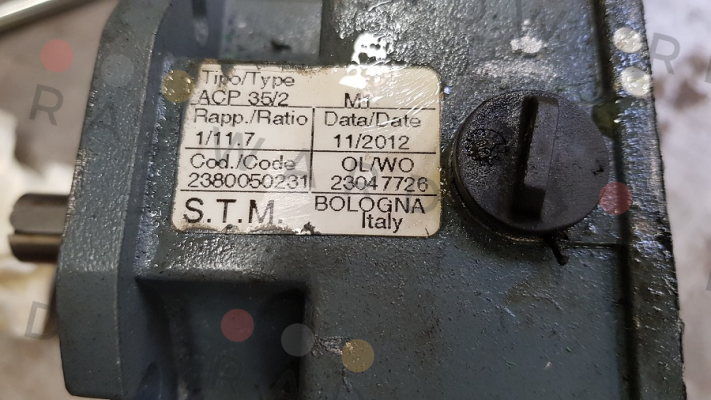 Tipo/Type
ACP 35/2 M1
Rapp./Ratio Data/Date
1/11.7 11/2012
Cod./Code OL/WO
2380050231 23047726
S.T.M. BOLOGNA
Italy